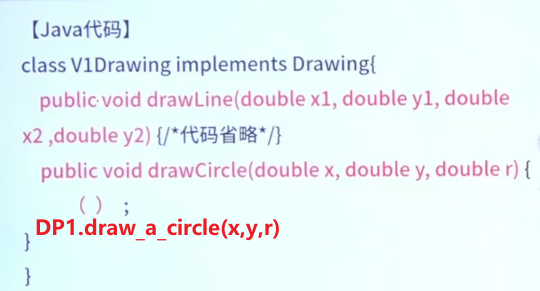 【Java代码】
class V1Drawing implements Drawing{
public void drawLine(double x1, double y1, double
x2 ,double y2) {/*代码省略*/}
public void drawCircle(double x, double y, double r) {
（ ） ;
DP1.draw_a_circle(x,y,r)
}
}